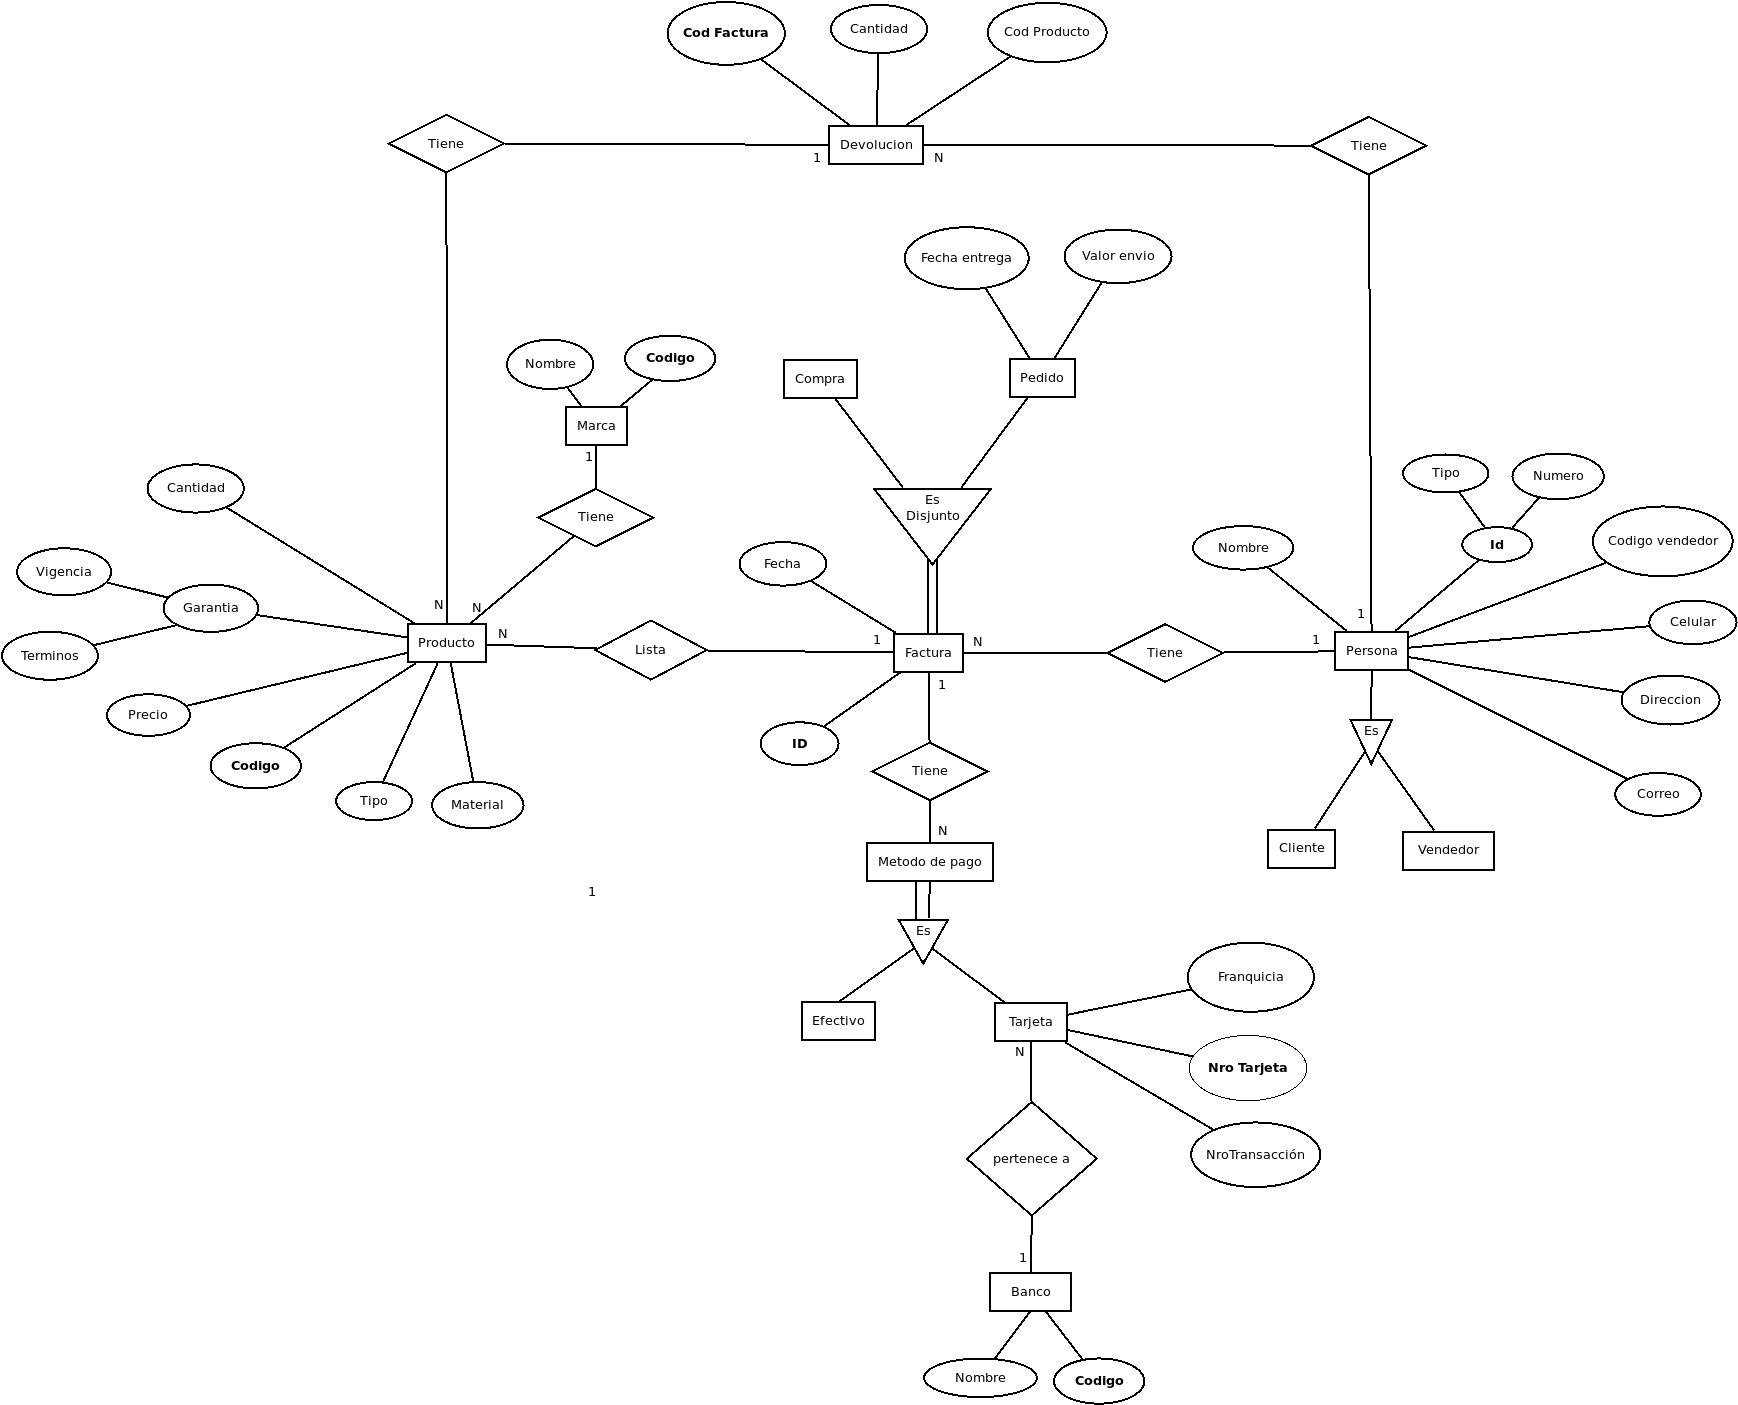 Cod Factura
Cantidad
Cod Producto
Tiene
Devolucion
Tiene
1
N
Fecha entrega
Valor envio
Nombre
Codigo
Compra
Pedido
Marca
1
Cantidad
Tiene
Es
Disjunto
Tipo
Numero
Nombre
Id
Codigo vendedor
Vigencia
Garantia
Fecha
N
N
1
Celular
Terminos
Producto
N
Lista
1
Factura
N
Tiene
1
Persona
1
Direccion
Precio
Codigo
Tipo
Material
ID
Tiene
Es
Correo
N
Metodo de pago
Cliente
Vendedor
1
Es
Efectivo
Tarjeta
Franquicia
N
Nro Tarjeta
pertenece a
NroTransacción
1
Banco
Nombre
Codigo